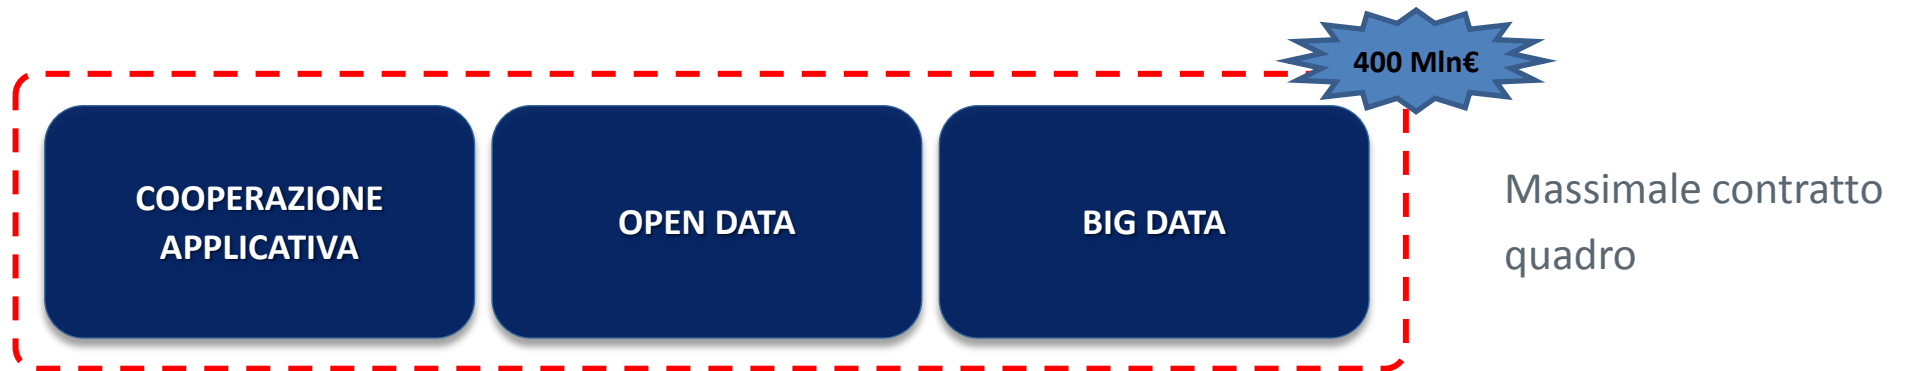 400 Mln€
COOPERAZIONE
APPLICATIVA
OPEN DATA
BIG DATA
Massimale contratto
quadro